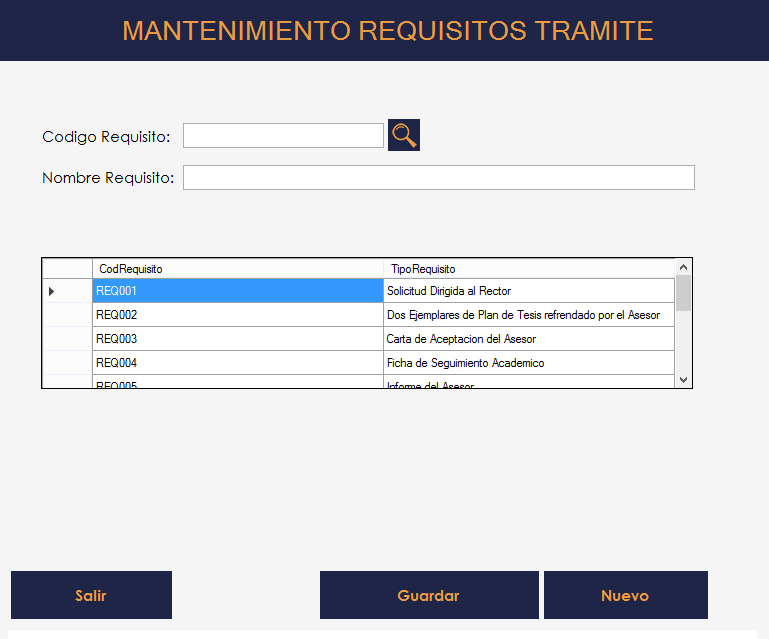 MANTENIMIENTO REQUISITOS TRAMITE
Codigo Requisito:
Nombre Requisito:
CodRequisito TipoRequisito
REQ001 Solicitud Dirigida al Rector
REQ002 Dos Ejemplares de Plan de Tesis refrendado por el Asesor
REQ003 Carta de Aceptacion del Asesor
REQ004 Ficha de Seguimiento Academico
REQ005 Informe del Asesor
Salir Guardar Nuevo